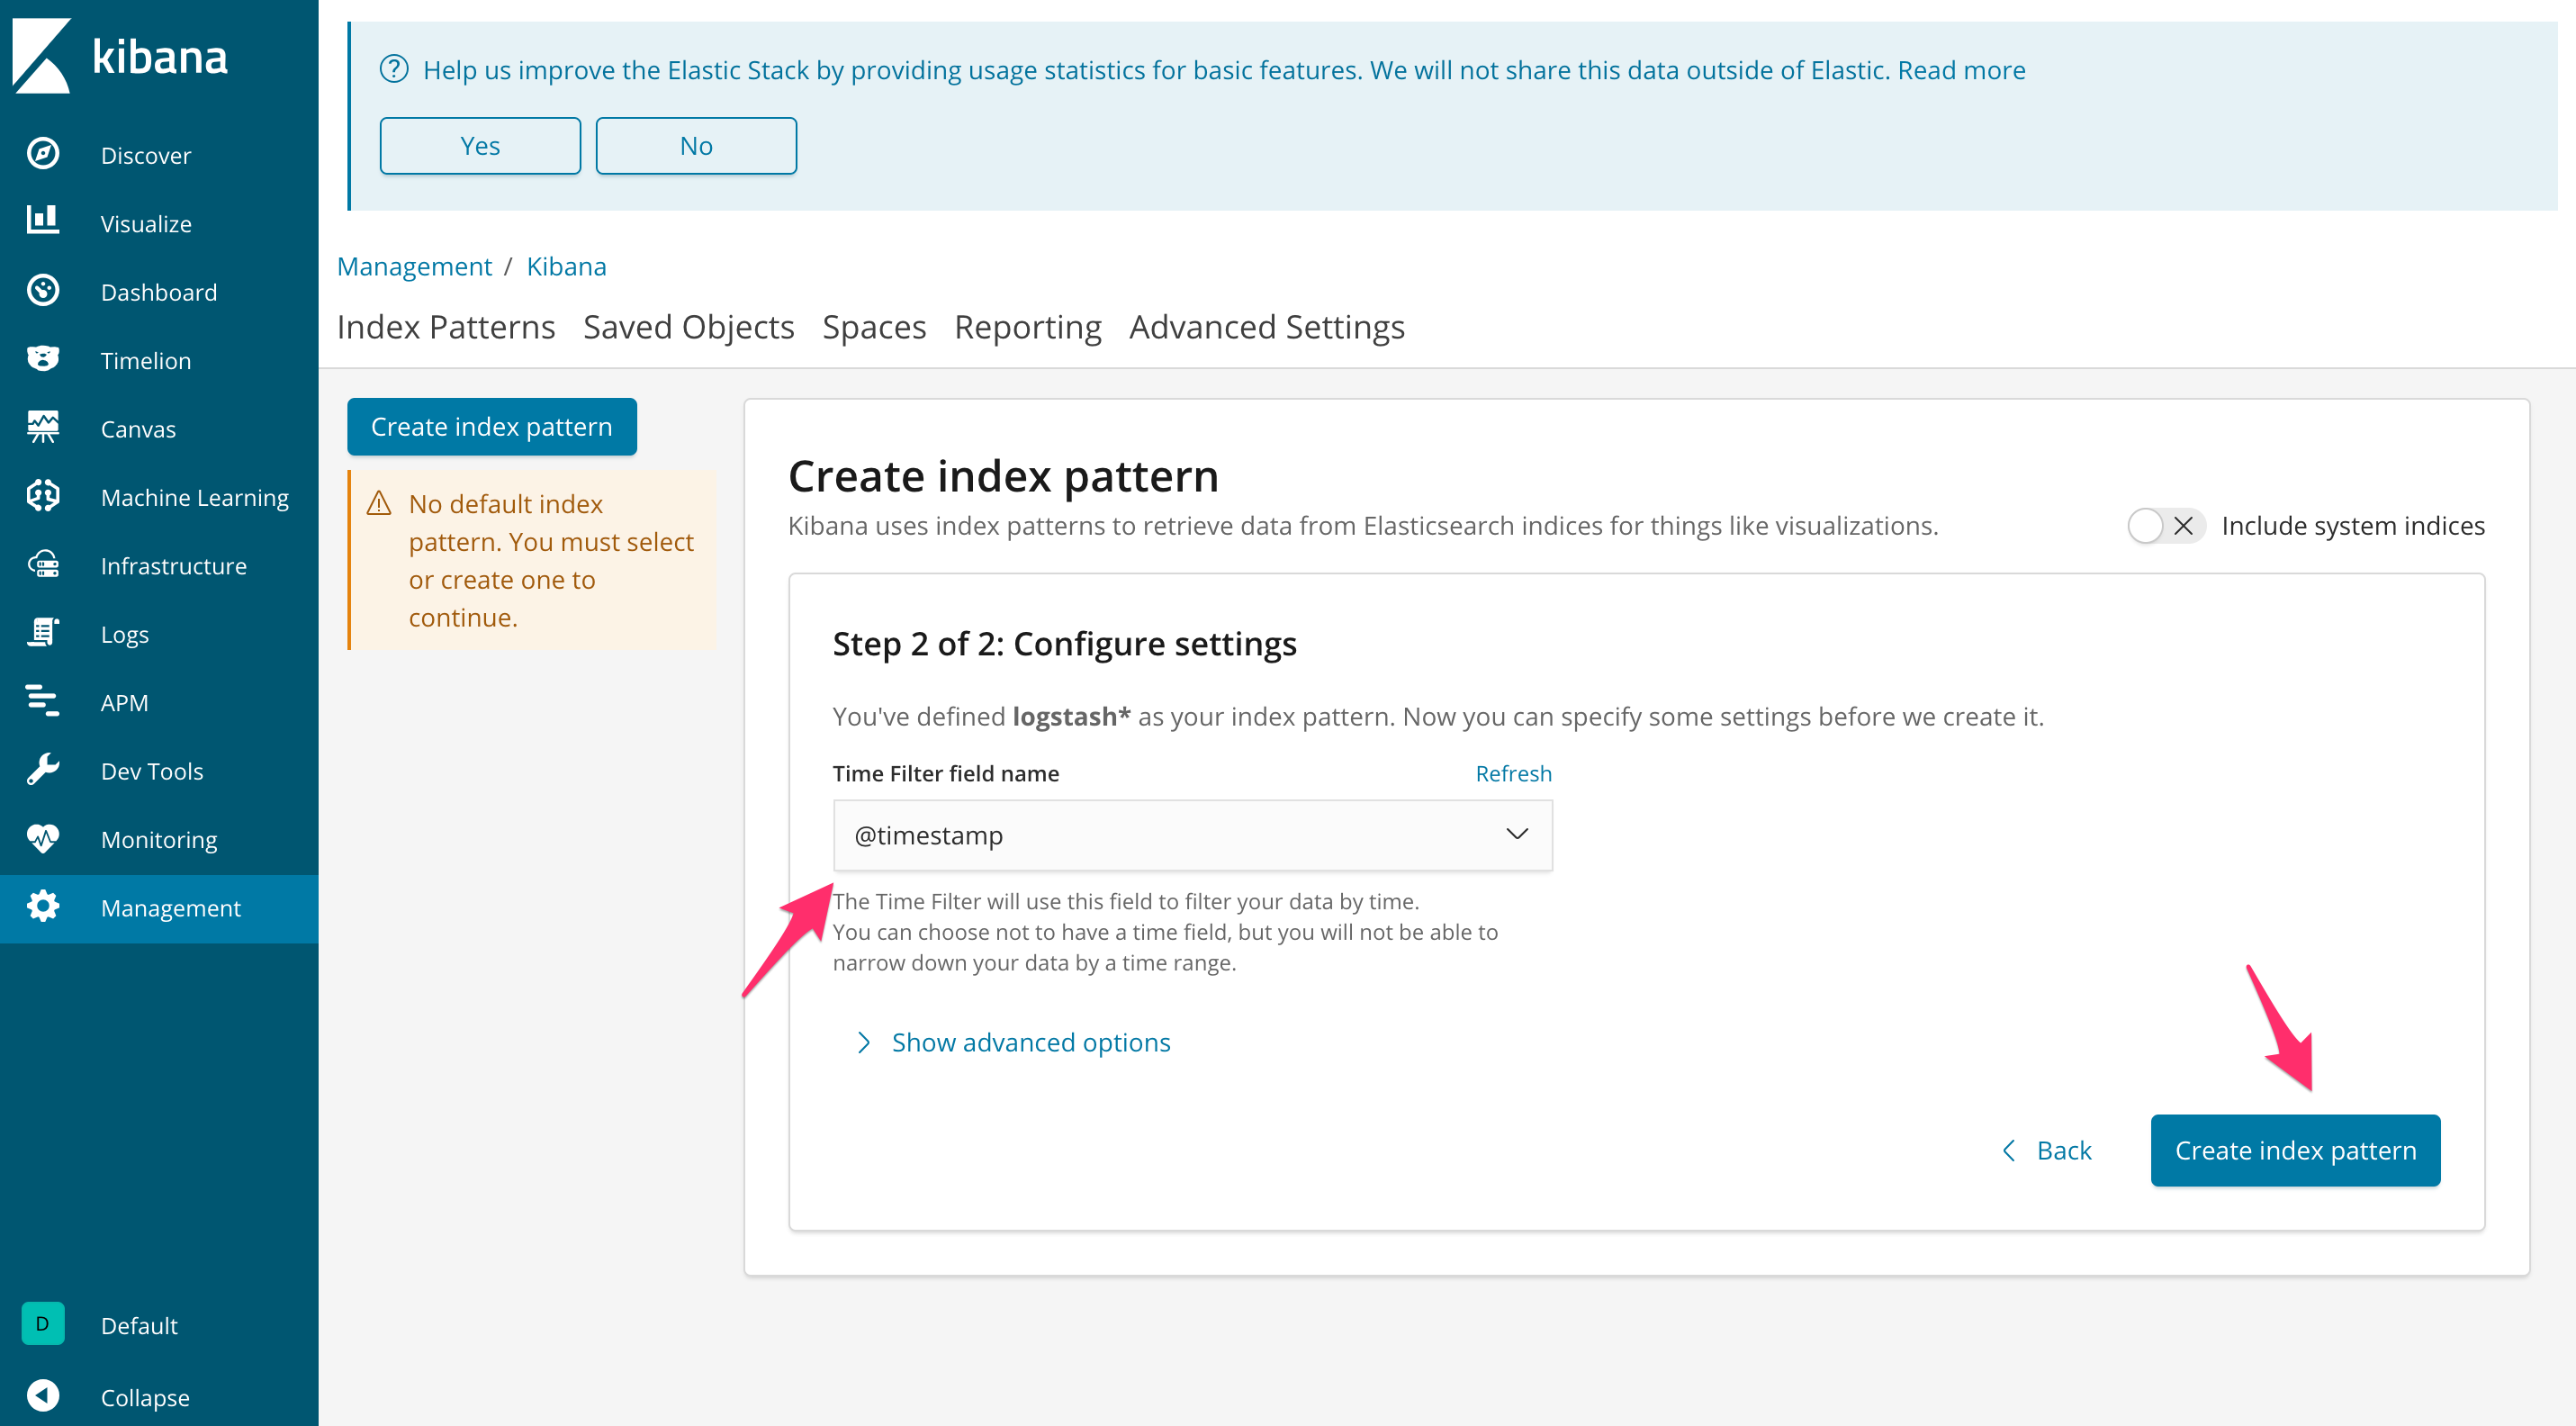 kibana
Discover
Visualize
Dashboard
Timelion
Canvas
Machine Learning
Infrastructure
Logs
APM
Dev Tools
Monitoring
Management
D Default
Collapse
Help us improve the Elastic Stack by providing usage statistics for basic features. We will not share this data outside of Elastic. Read more
Yes No
Management / Kibana
Index Patterns Saved Objects Spaces Reporting Advanced Settings
Create index pattern
No default index
pattern. You must select
or create one to
continue.
Create index pattern
Kibana uses index patterns to retrieve data from Elasticsearch indices for things like visualizations.
Include system indices
Step 2 of 2: Configure settings
You've defined logstash* as your index pattern. Now you can specify some settings before we create it.
Time Filter field name Refresh
@timestamp
The Time Filter will use this field to filter your data by time.
You can choose not to have a time field, but you will not be able to
narrow down your data by a time range.
Show advanced options
Back Create index pattern